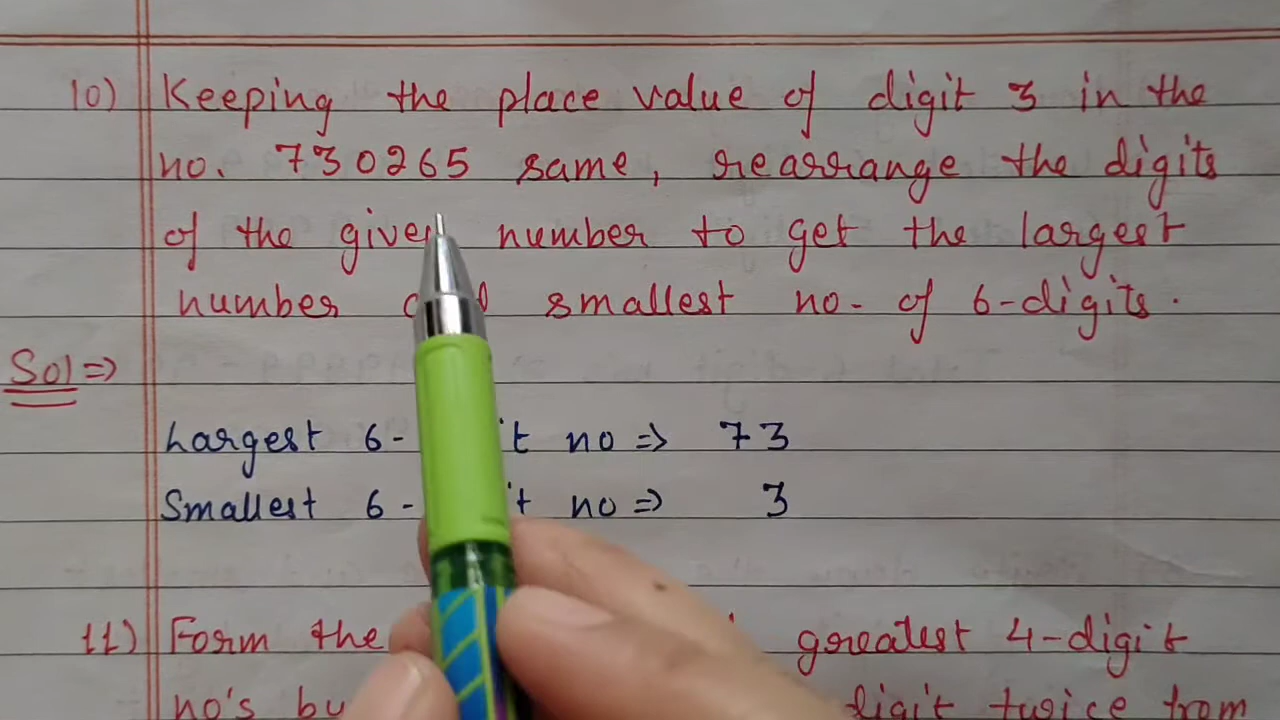 10) Keeping the place value of digit 3 in the
no. 730265 same, rearrange the digits
of the given number to get the largest
number smallest no. of 6-digits.
Sol ⇒
Largest 6- no ⇒ 73
Smallest 6- no ⇒ 3
11) Form the greatest 4-digit
no's by digit twice from